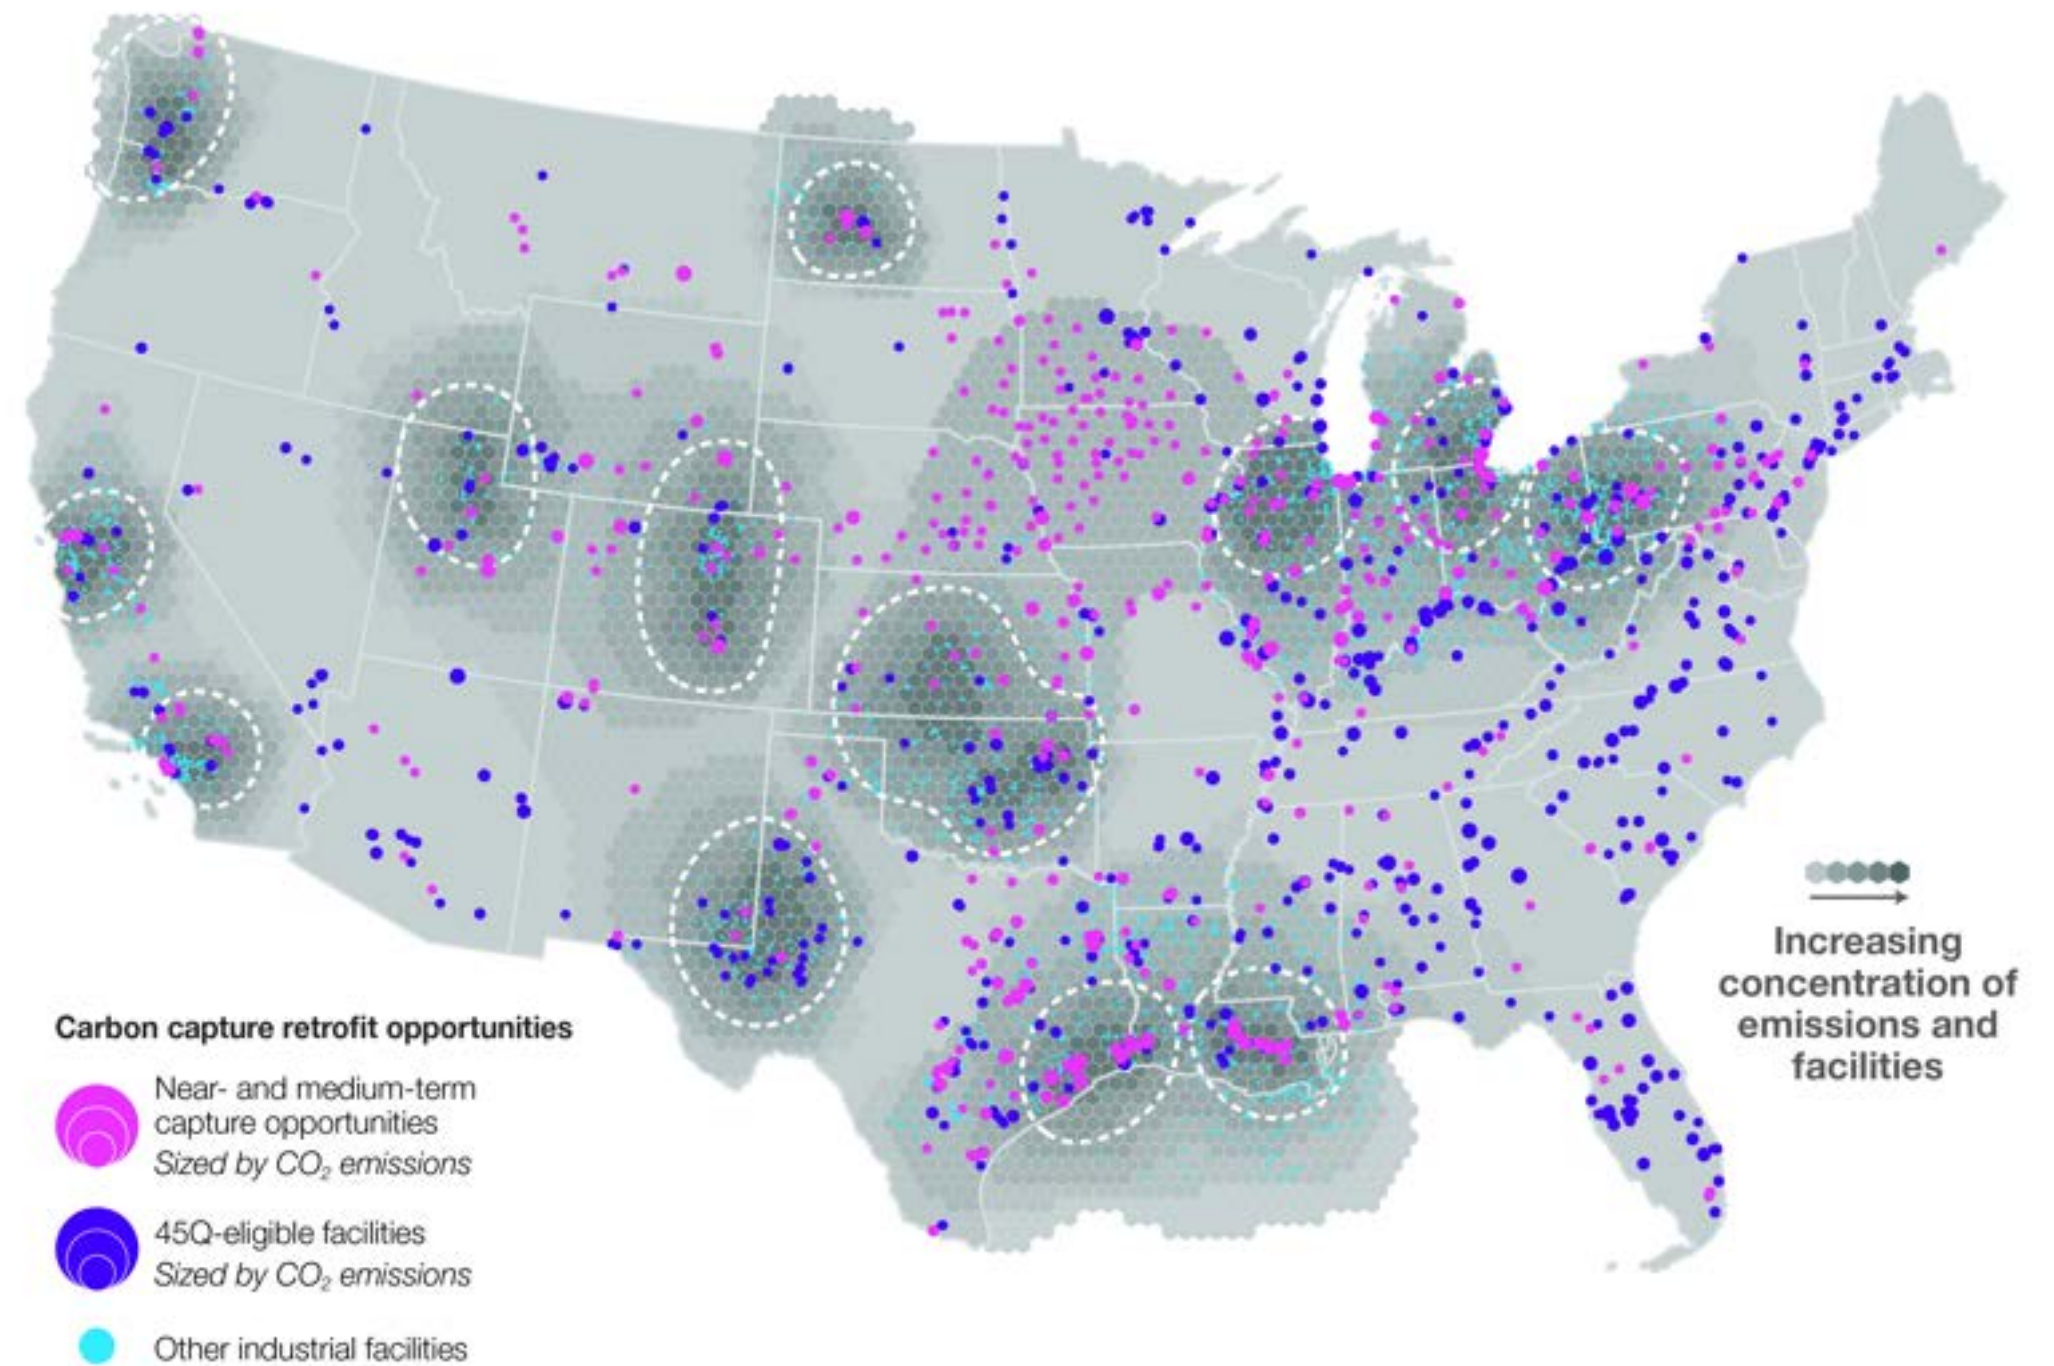 Increasing
concentration of
emissions and
facilities
Carbon capture retrofit opportunities
Near- and medium-term
capture opportunities
Sized by CO₂ emissions
45Q-eligible facilities
Sized by CO₂ emissions
Other industrial facilities